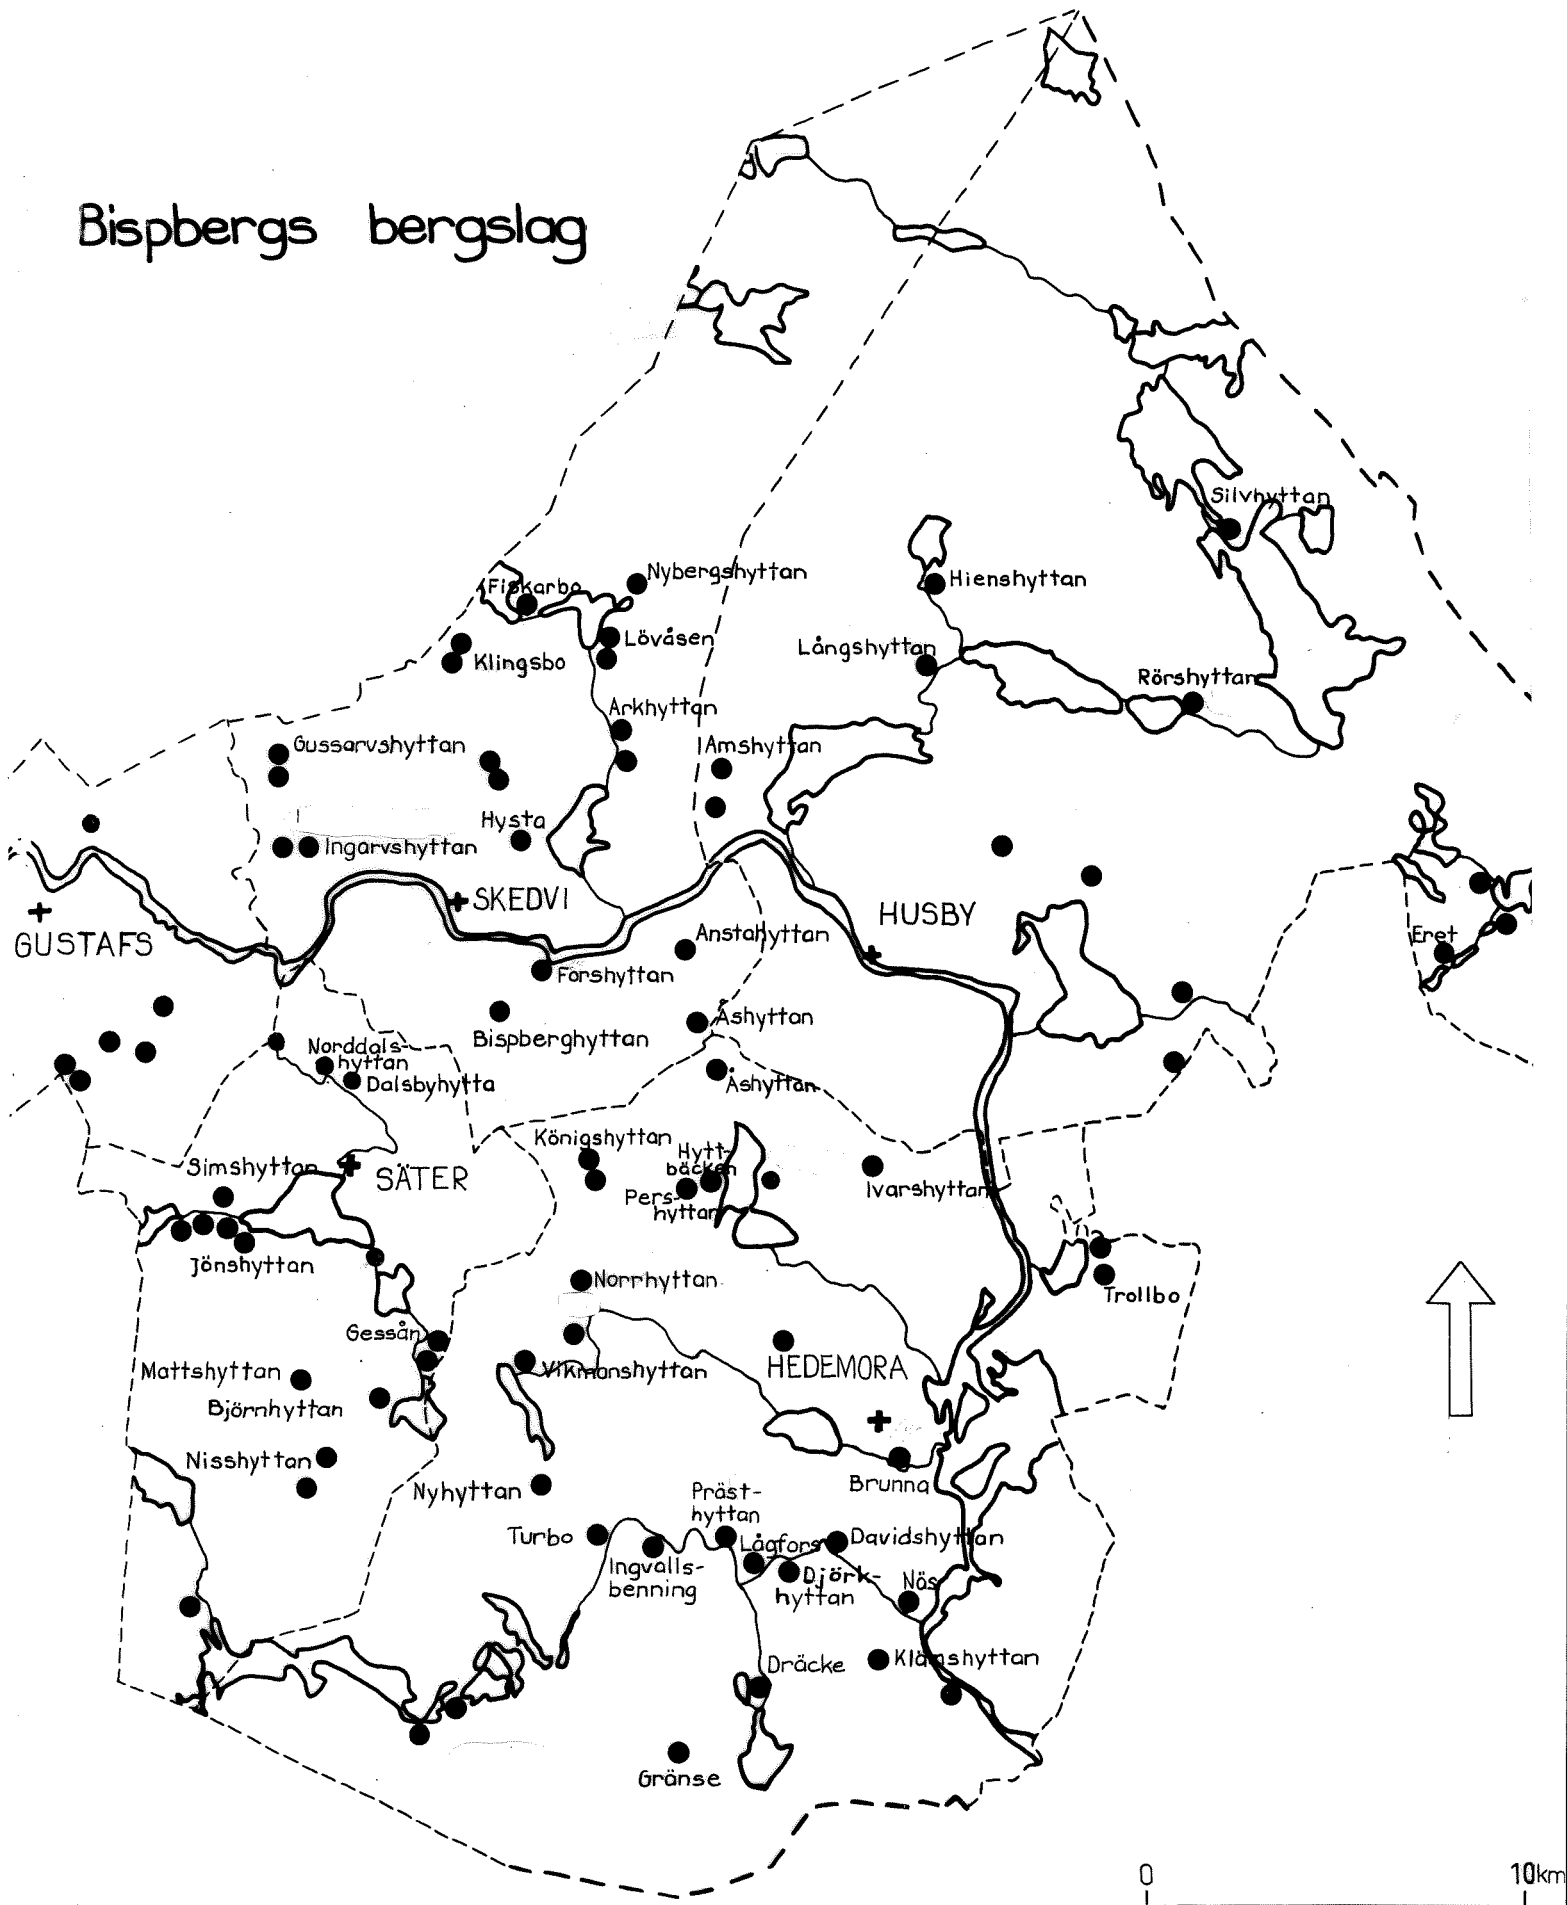 Bispbergs bergslag
Silvhyttan
Nybergshyttan
Fiskarbo
Hienshyttan
Lövåsen
Långshyttan
Klingsbo
Rörshyttan
Arkhyttan
Gussarvshyttan
Amshyttan
Hysta
Ingarvshyttan
SKEDVI
HUSBY
GUSTAFS
Anstahyttan
Eret
Forshyttan
Åshyttan
Bispberghyttan
Norddals-
hyttan
Dalsbyhytta
Åshyttan
Königshyttan
Hytt-
bäcken
Simshyttan
SÄTER
Pers-
hyttan
Ivarshyttan
Jönshyttan
Norrhyttan
Trollbo
Gessån
Mattshyttan
Vikmanshyttan
HEDEMORA
Björnhyttan
Nisshyttan
Nyhyttan
Brunna
Präst-
hyttan
Turbo
Lågfors
Davidshyttan
Ingvalls-
benning
Djörk-
hyttan
Näs
Dräcke
Klämshyttan
Gränse
0
10km